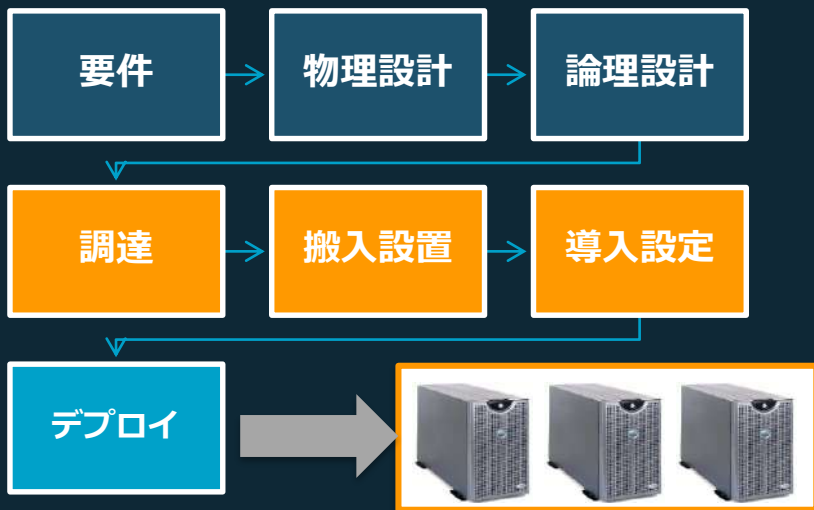 要件
物理設計
論理設計
調達
搬入設置
導入設定
デプロイ